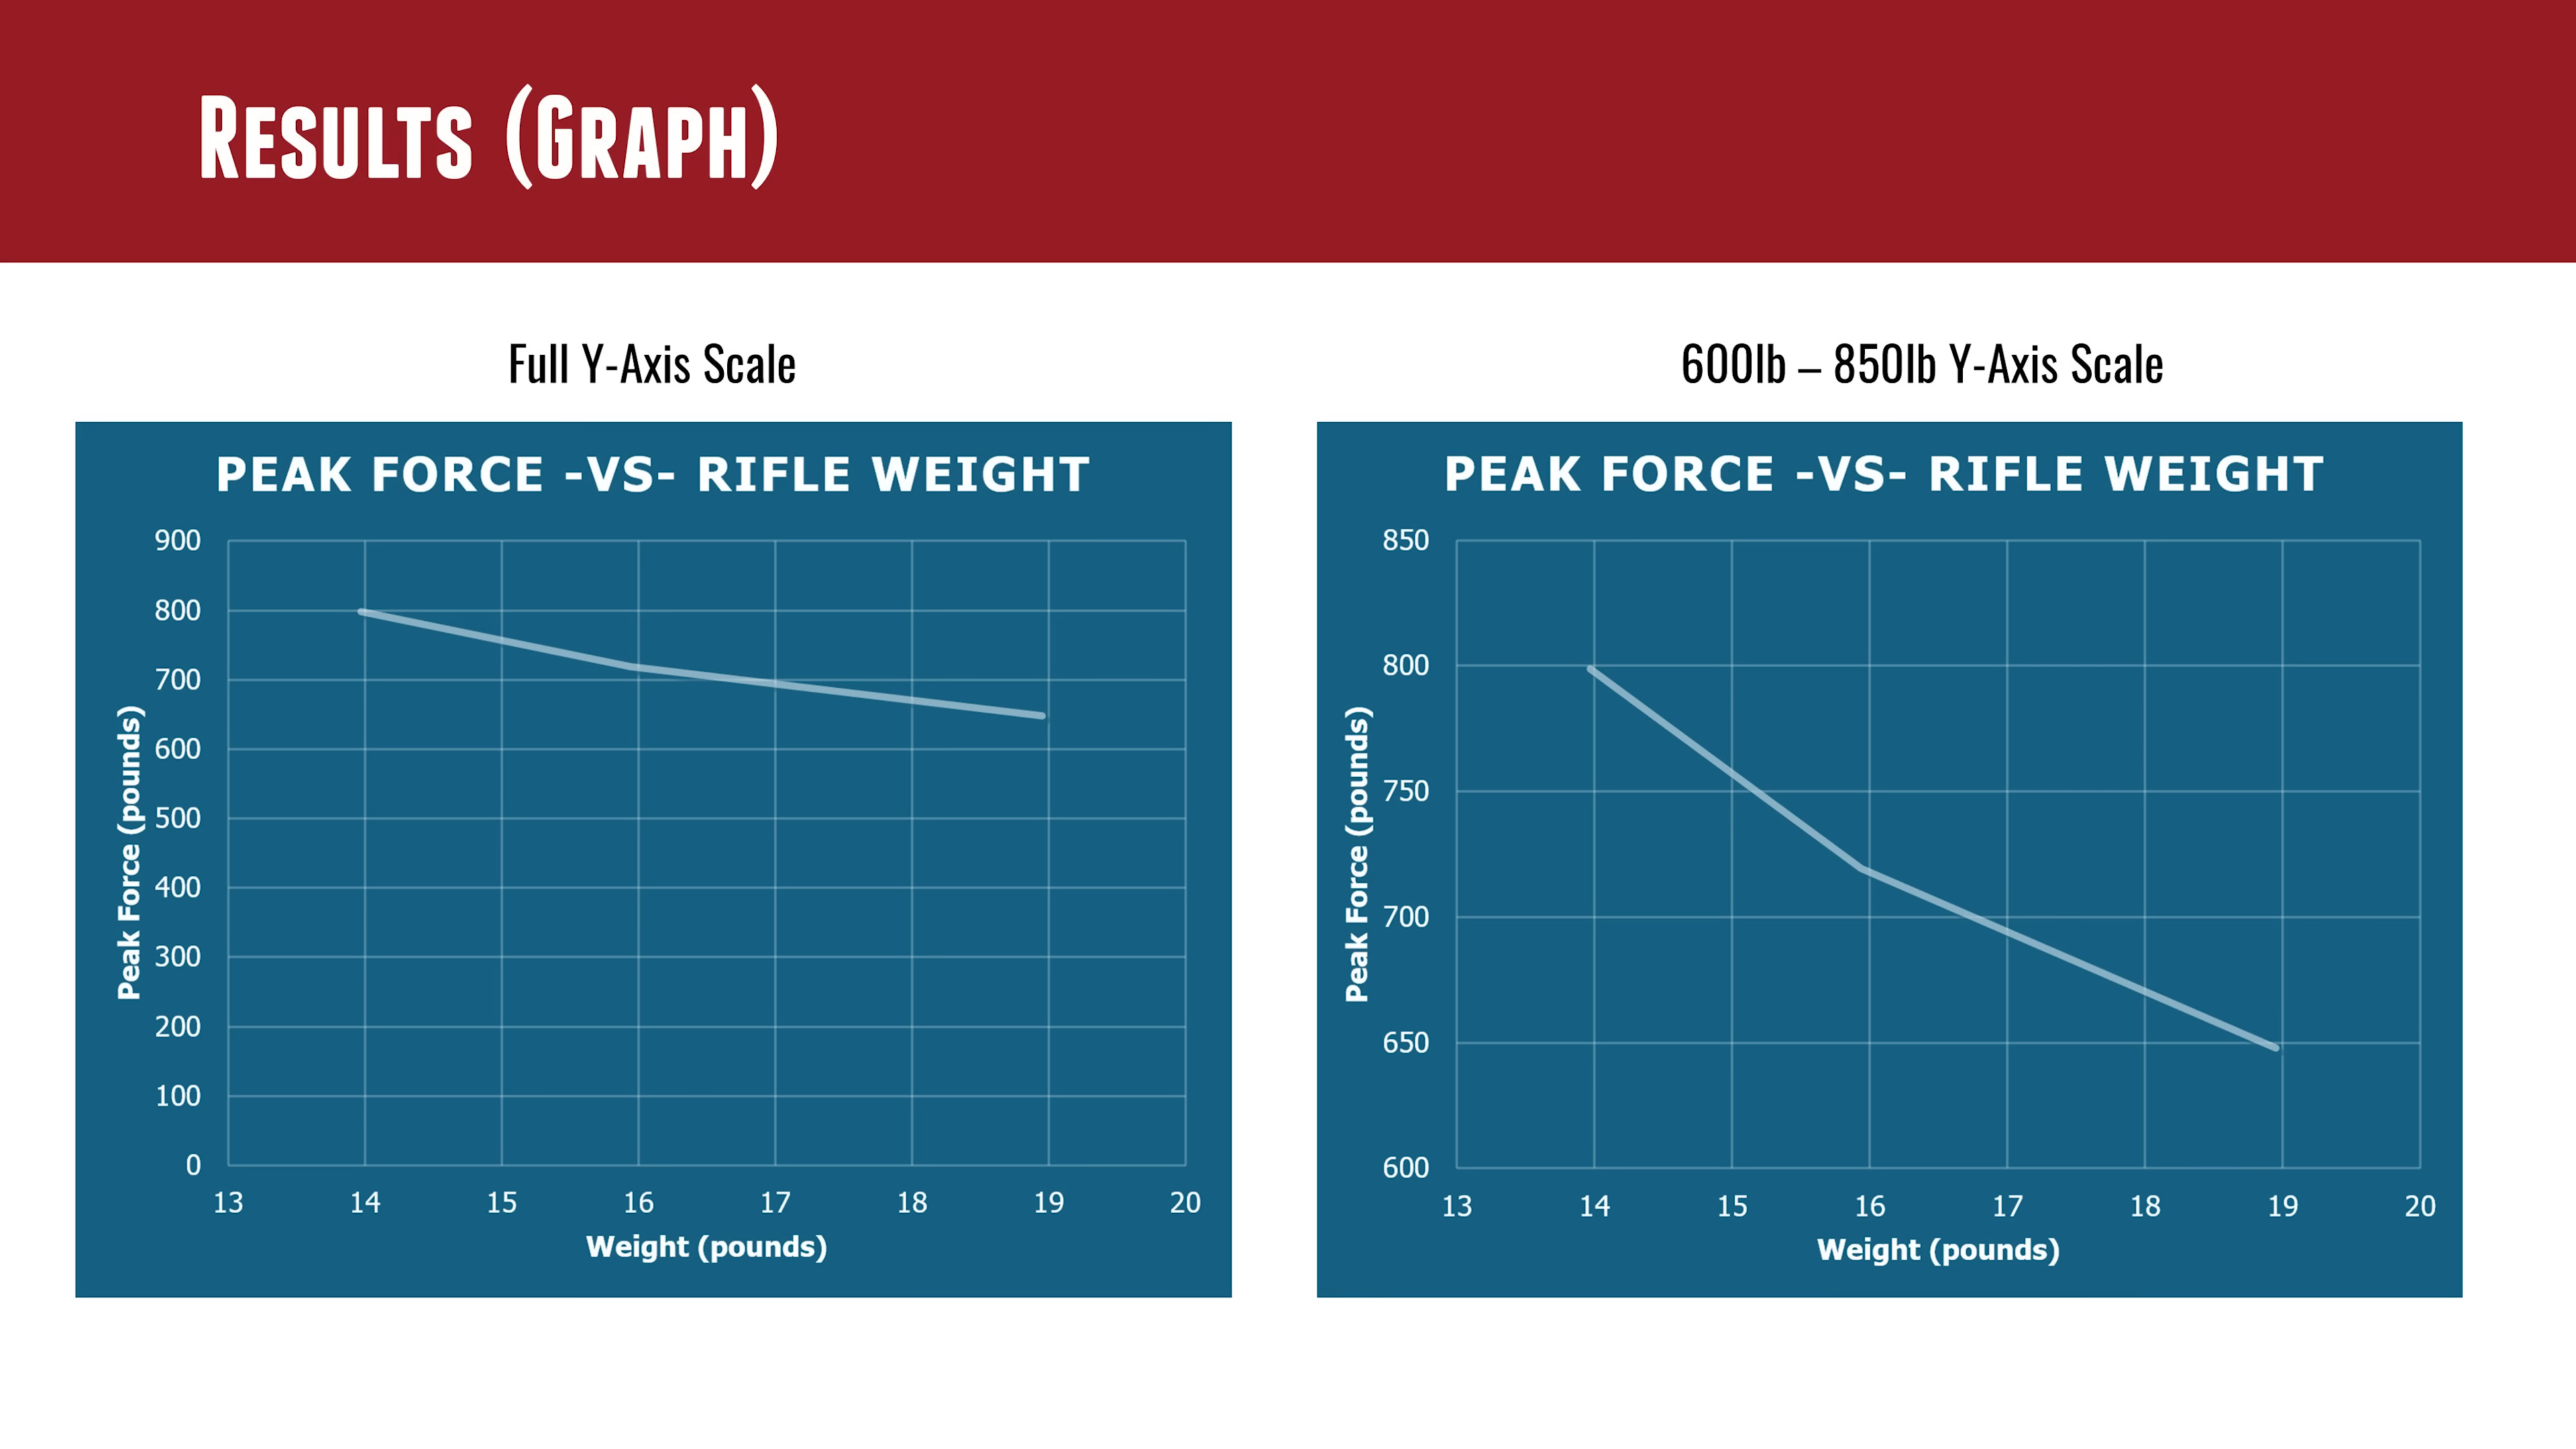 Results (Graph)
Full Y-Axis Scale
PEAK FORCE -VS- RIFLE WEIGHT
900
800
700
600
500
400
300
200
100
0
Peak Force (pounds)
13 14 15 16 17 18 19 20
Weight (pounds)
600lb – 850lb Y-Axis Scale
PEAK FORCE -VS- RIFLE WEIGHT
850
800
750
700
650
600
Peak Force (pounds)
13 14 15 16 17 18 19 20
Weight (pounds)